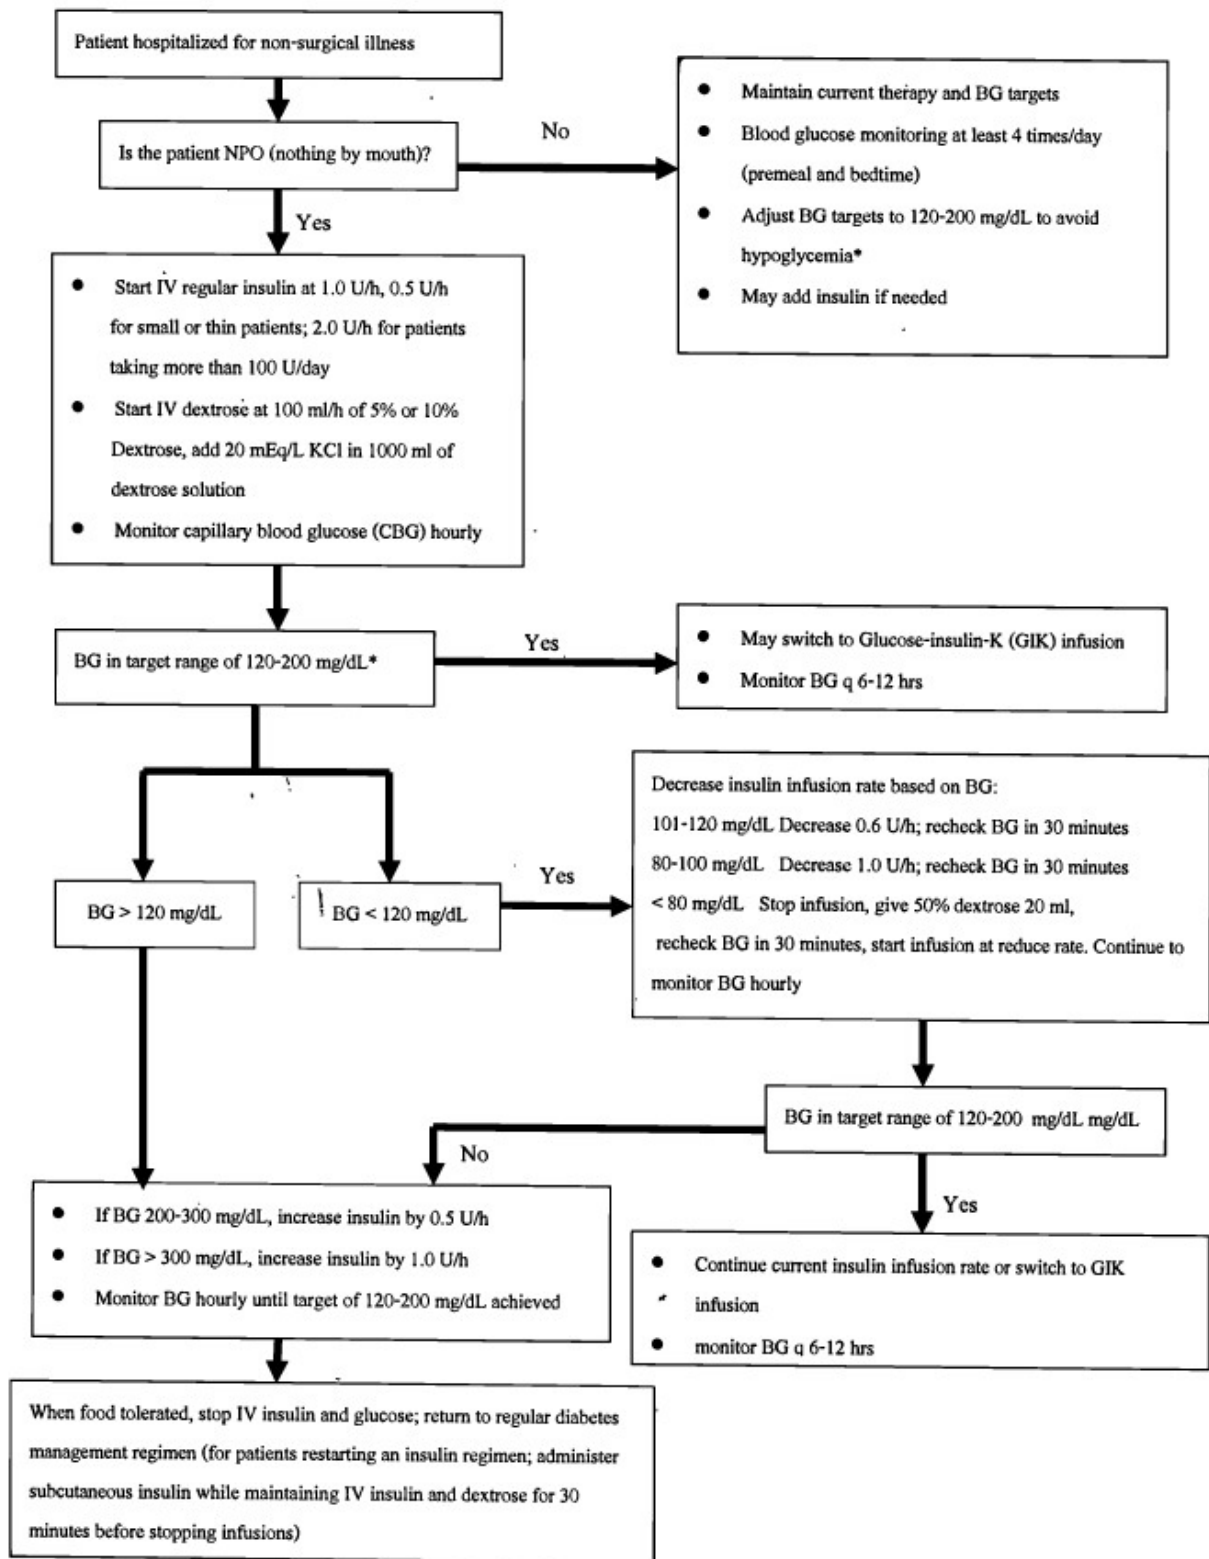 Patient hospitalized for non-surgical illness
Is the patient NPO (nothing by mouth)?
No
● Maintain current therapy and BG targets
● Blood glucose monitoring at least 4 times/day
(premeal and bedtime)
● Adjust BG targets to 120-200 mg/dL to avoid
hypoglycemia*
● May add insulin if needed
Yes
● Start IV regular insulin at 1.0 U/h, 0.5 U/h
for small or thin patients; 2.0 U/h for patients
taking more than 100 U/day
● Start IV dextrose at 100 ml/h of 5% or 10%
Dextrose, add 20 mEq/L KCl in 1000 ml of
dextrose solution
● Monitor capillary blood glucose (CBG) hourly
BG in target range of 120-200 mg/dL*
Yes
● May switch to Glucose-insulin-K (GIK) infusion
● Monitor BG q 6-12 hrs
BG > 120 mg/dL
BG < 120 mg/dL
Yes
Decrease insulin infusion rate based on BG:
101-120 mg/dL Decrease 0.6 U/h; recheck BG in 30 minutes
80-100 mg/dL Decrease 1.0 U/h; recheck BG in 30 minutes
< 80 mg/dL Stop infusion, give 50% dextrose 20 ml,
recheck BG in 30 minutes, start infusion at reduce rate. Continue to
monitor BG hourly
BG in target range of 120-200 mg/dL mg/dL
No
Yes
● If BG 200-300 mg/dL, increase insulin by 0.5 U/h
● If BG > 300 mg/dL, increase insulin by 1.0 U/h
● Monitor BG hourly until target of 120-200 mg/dL achieved
● Continue current insulin infusion rate or switch to GIK
infusion
● monitor BG q 6-12 hrs
When food tolerated, stop IV insulin and glucose; return to regular diabetes
management regimen (for patients restarting an insulin regimen; administer
subcutaneous insulin while maintaining IV insulin and dextrose for 30
minutes before stopping infusions)